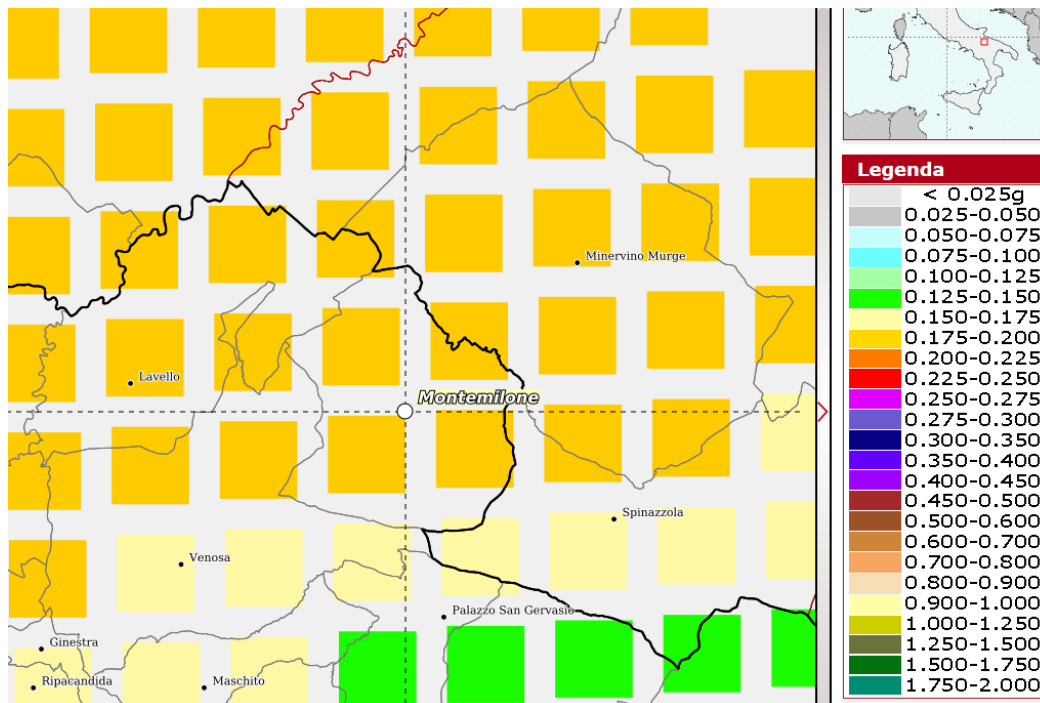 Minervino Murge
Lavello
Montemilone
Spinazzola
Venosa
Palazzo San Gervasio
Ginestra
Ripacandida
Maschito
Legenda
< 0.025g
0.025-0.050
0.050-0.075
0.075-0.100
0.100-0.125
0.125-0.150
0.150-0.175
0.175-0.200
0.200-0.225
0.225-0.250
0.250-0.275
0.275-0.300
0.300-0.350
0.350-0.400
0.400-0.450
0.450-0.500
0.500-0.600
0.600-0.700
0.700-0.800
0.800-0.900
0.900-1.000
1.000-1.250
1.250-1.500
1.500-1.750
1.750-2.000